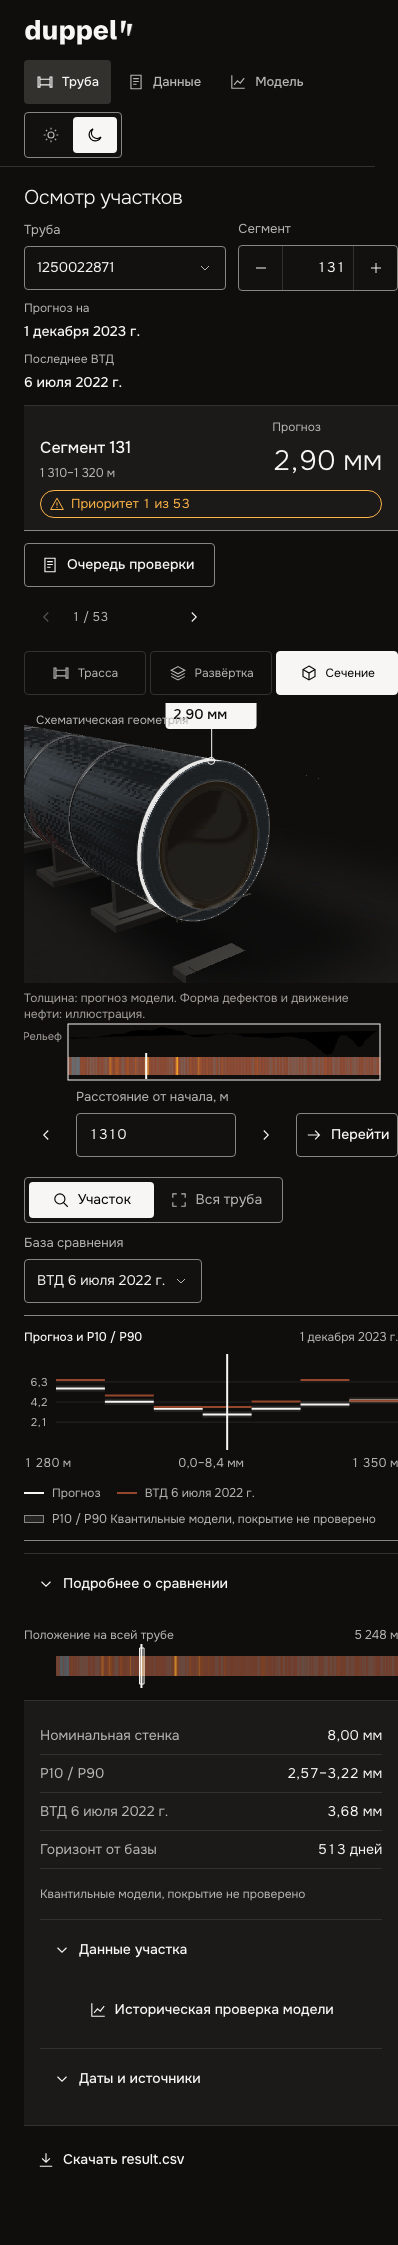 duppel
Труба
Данные
Модель
Осмотр участков
Труба
Сегмент
1250022871
131
Прогноз на
1 декабря 2023 г.
Последнее ВТД
6 июля 2022 г.
Прогноз
Сегмент 131
2,90 мм
1 310–1 320 м
Приоритет 1 из 53
Очередь проверки
1 / 53
Трасса
Развёртка
Сечение
Схематическая геометрия
2,90 мм
Толщина: прогноз модели. Форма дефектов и движение
нефти: иллюстрация.
Рельеф
Расстояние от начала, м
1310
Перейти
Участок
Вся труба
База сравнения
ВТД 6 июля 2022 г.
Прогноз и P10 / P90
1 декабря 2023 г.
6,3
4,2
2,1
1 280 м
0,0–8,4 мм
1 350 м
Прогноз
ВТД 6 июля 2022 г.
P10 / P90 Квантильные модели, покрытие не проверено
Подробнее о сравнении
Положение на всей трубе
5 248 м
Номинальная стенка
8,00 мм
P10 / P90
2,57–3,22 мм
ВТД 6 июля 2022 г.
3,68 мм
Горизонт от базы
513 дней
Квантильные модели, покрытие не проверено
Данные участка
Историческая проверка модели
Даты и источники
Скачать result.csv